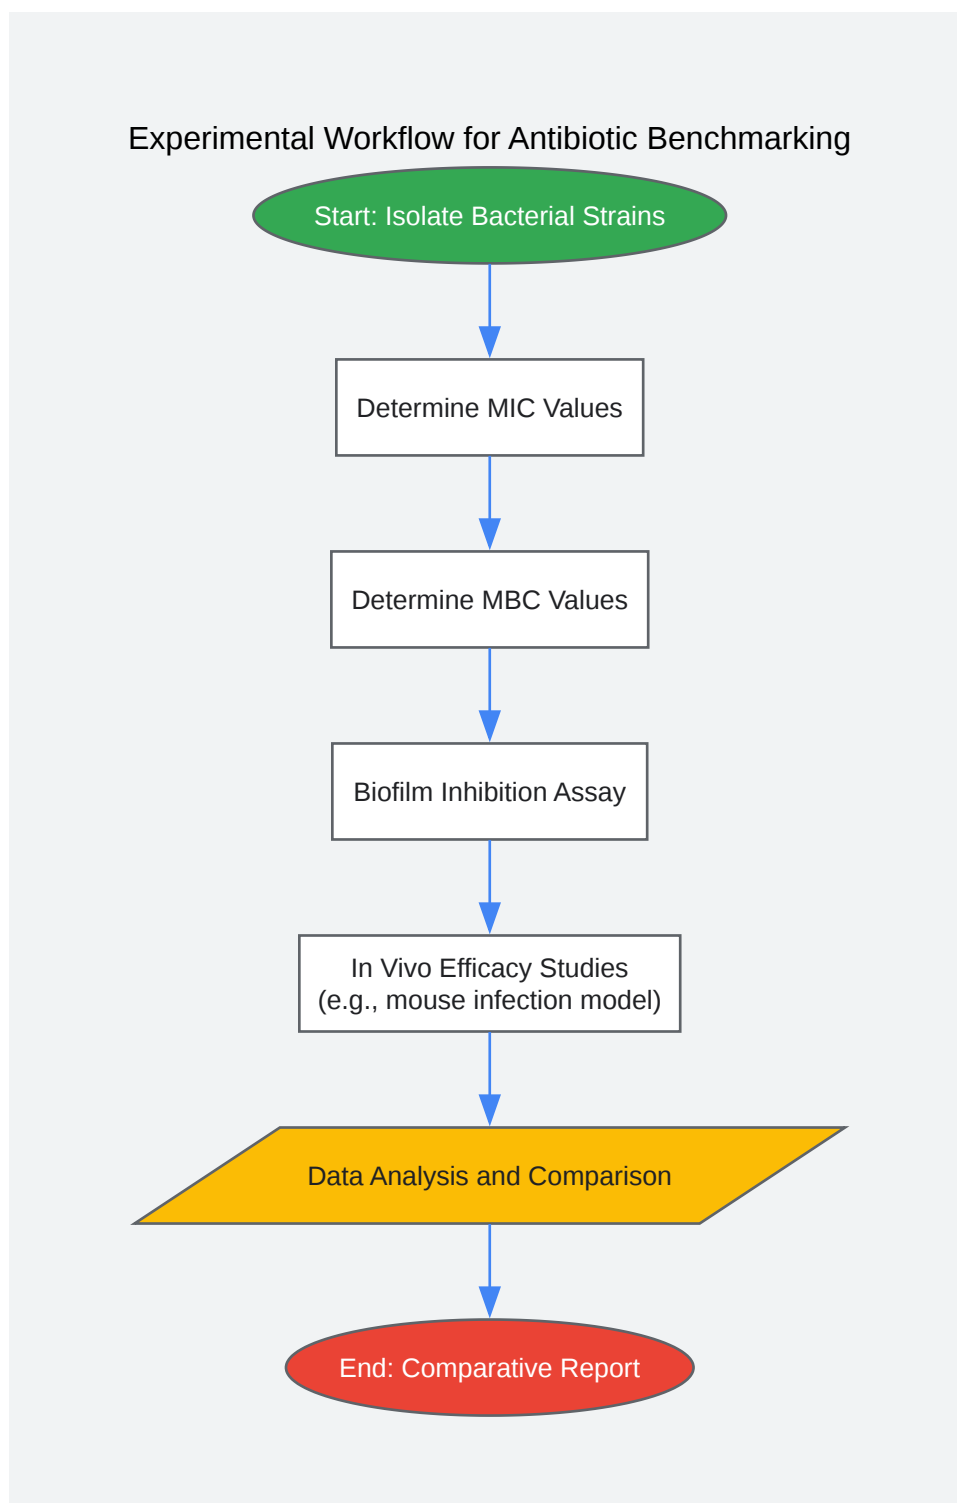 Experimental Workflow for Antibiotic Benchmarking
Start: Isolate Bacterial Strains
Determine MIC Values
Determine MBC Values
Biofilm Inhibition Assay
In Vivo Efficacy Studies
(e.g., mouse infection model)
Data Analysis and Comparison
End: Comparative Report